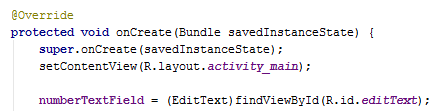 @Override
protected void onCreate(Bundle savedInstanceState) {
super.onCreate(savedInstanceState);
setContentView(R.layout.activity_main);
numberTextField = (EditText)findViewById(R.id.editText);